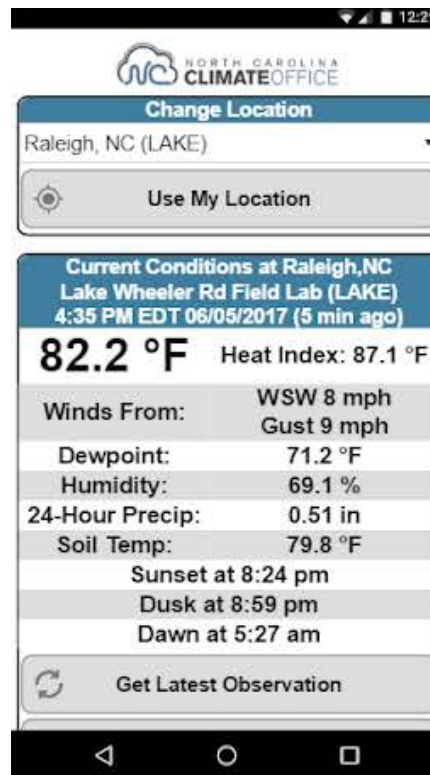 NC
NORTH CAROLINA
CLIMATEOFFICE
Change Location
Raleigh, NC (LAKE)
Use My Location
Current Conditions at Raleigh,NC
Lake Wheeler Rd Field Lab (LAKE)
4:35 PM EDT 06/05/2017 (5 min ago)
82.2 °F Heat Index: 87.1 °F
Winds From: WSW 8 mph
Gust 9 mph
Dewpoint: 71.2 °F
Humidity: 69.1 %
24-Hour Precip: 0.51 in
Soil Temp: 79.8 °F
Sunset at 8:24 pm
Dusk at 8:59 pm
Dawn at 5:27 am
Get Latest Observation